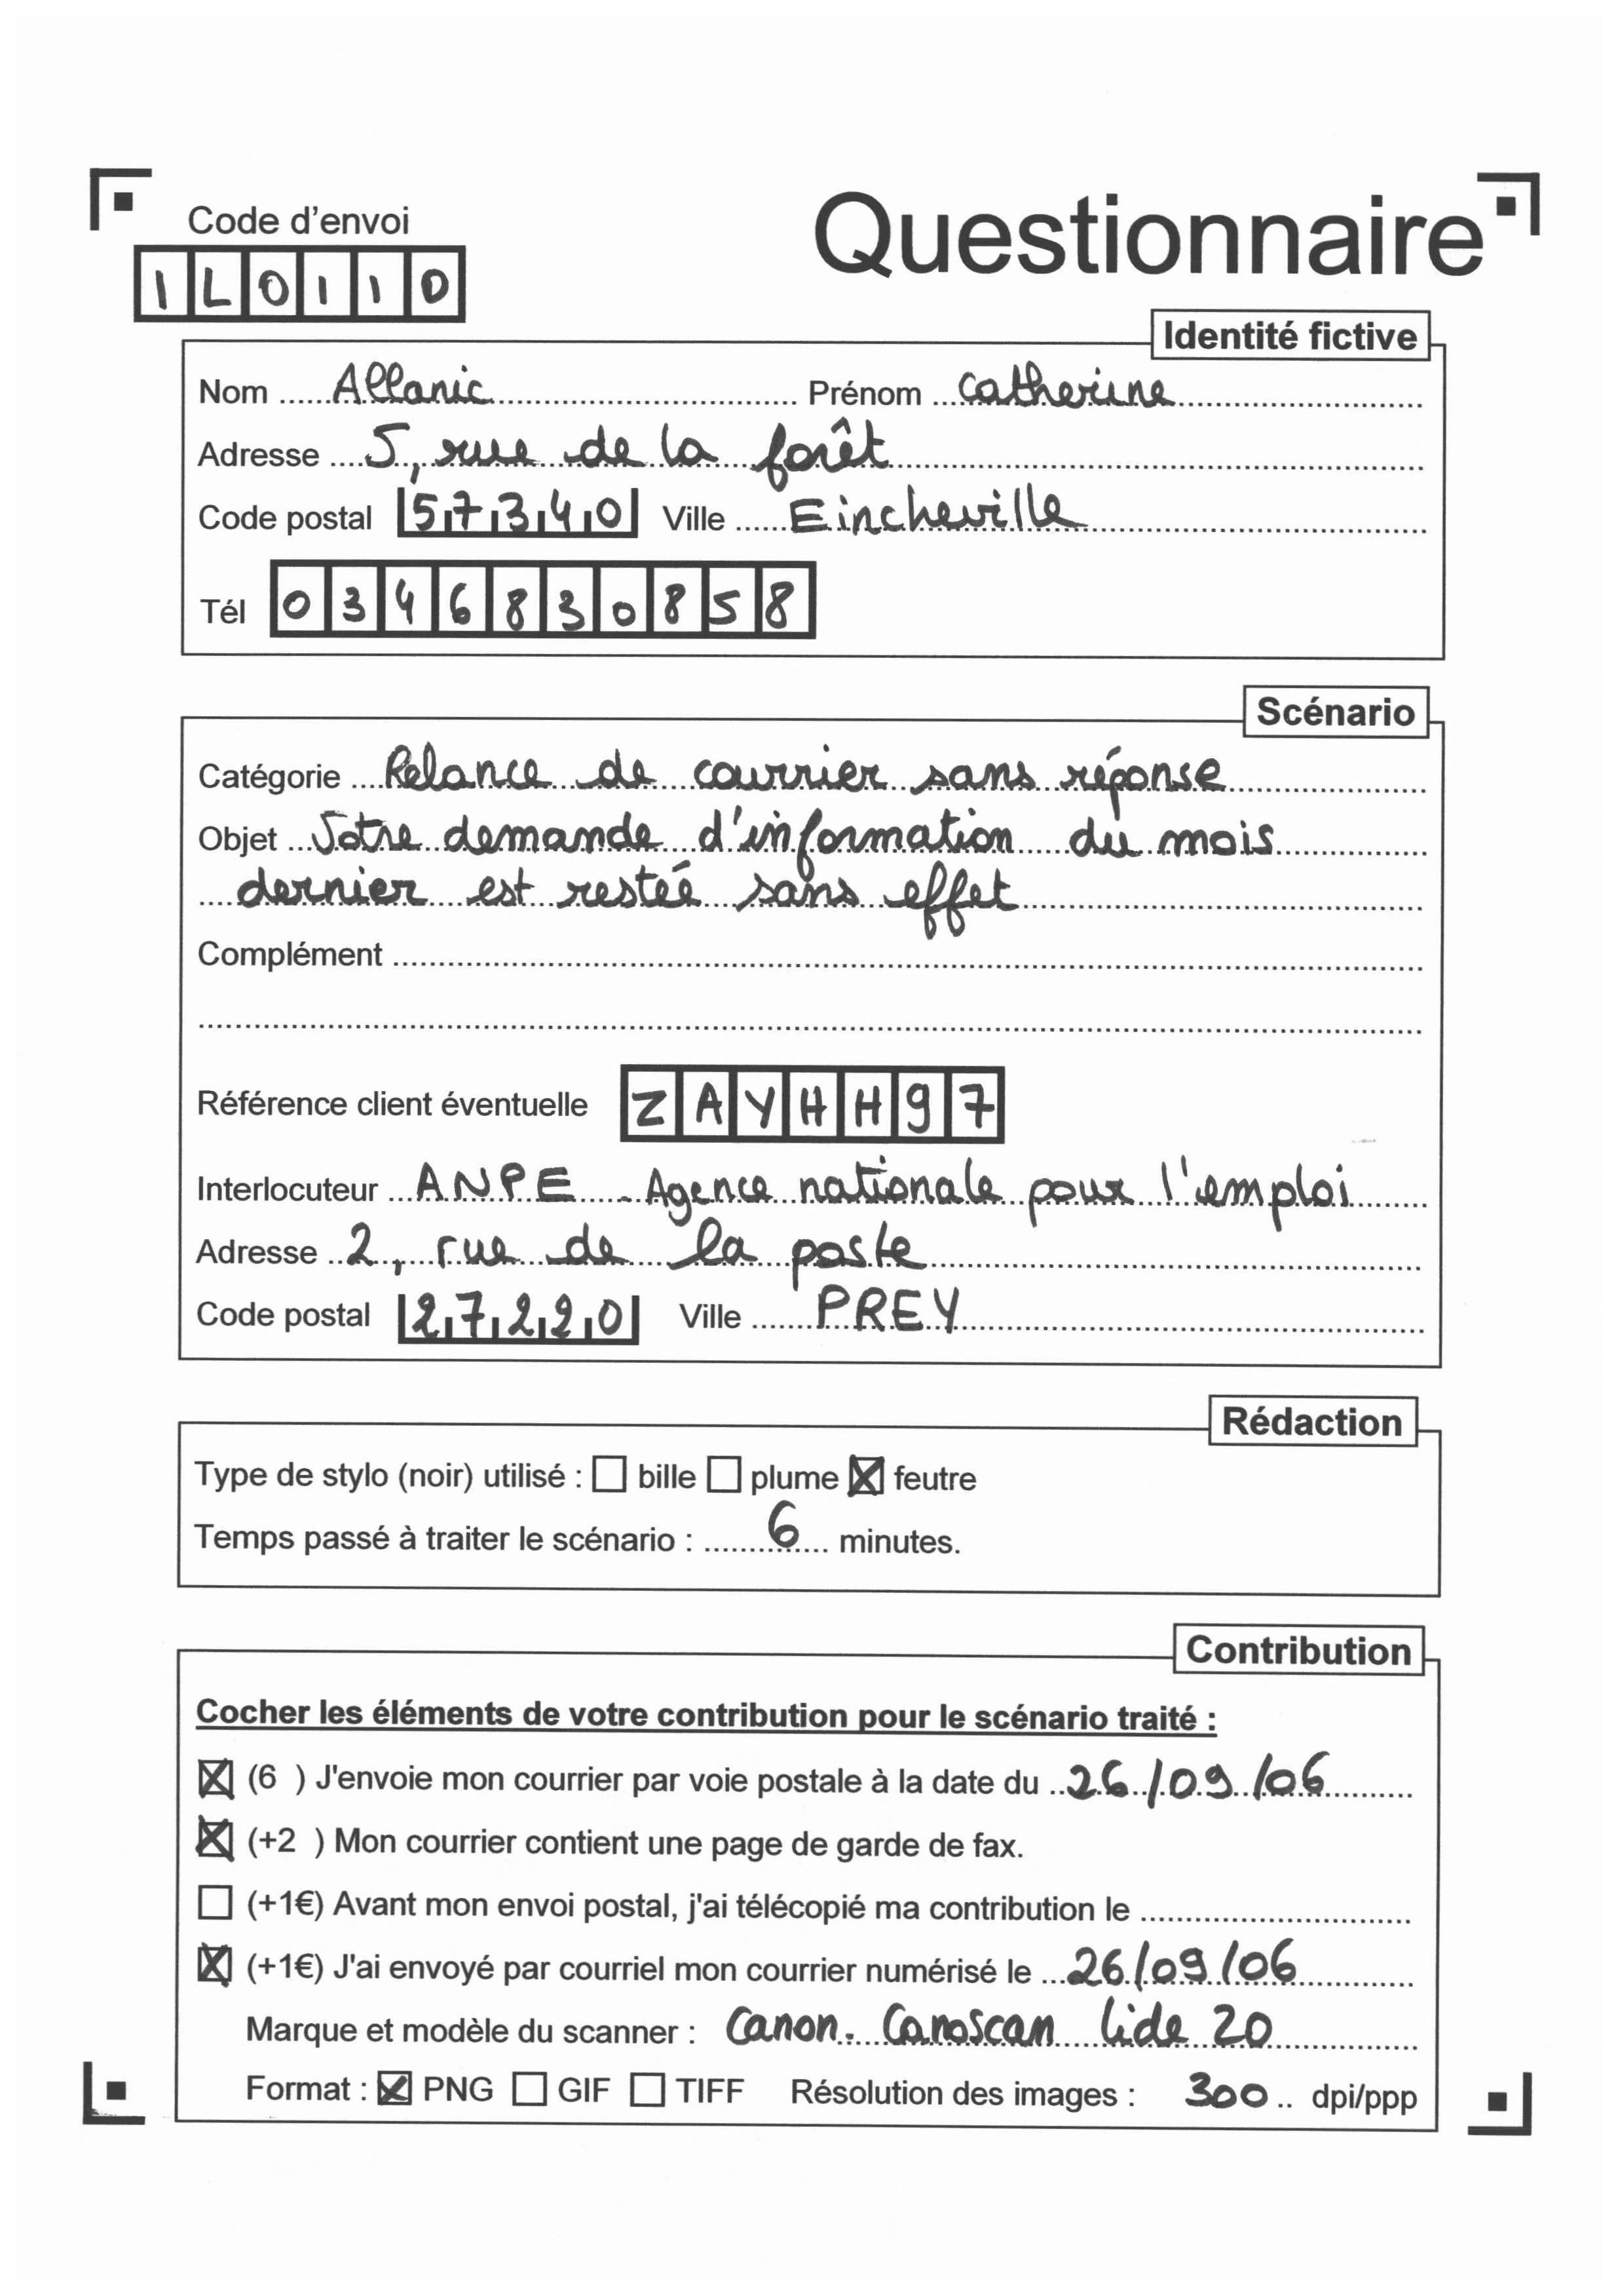 Code d'envoi
Questionnaire
1L0110
Identité fictive
Nom Allanic Prénom Catherine
Adresse 5, rue de la forêt
Code postal 57340 Ville Eincheville
Tél 0346830858
Scénario
Catégorie Relance de courrier sans réponse
Objet Votre demande d'information du mois
dernier est restée sans effet
Complément
Référence client éventuelle ZAYHH97
Interlocuteur ANPE - Agence nationale pour l'emploi
Adresse 2, rue de la poste
Code postal 27220 Ville PREY
Rédaction
Type de stylo (noir) utilisé : bille plume feutre
Temps passé à traiter le scénario : 6 minutes.
Contribution
Cocher les éléments de votre contribution pour le scénario traité :
(6 ) J'envoie mon courrier par voie postale à la date du 26/09/06
(+2 ) Mon courrier contient une page de garde de fax.
(+1€) Avant mon envoi postal, j'ai télécopié ma contribution le
(+1€) J'ai envoyé par courriel mon courrier numérisé le 26/09/06
Marque et modèle du scanner : Canon. Canoscan lide 20
Format : PNG GIF TIFF Résolution des images : 300 dpi/ppp